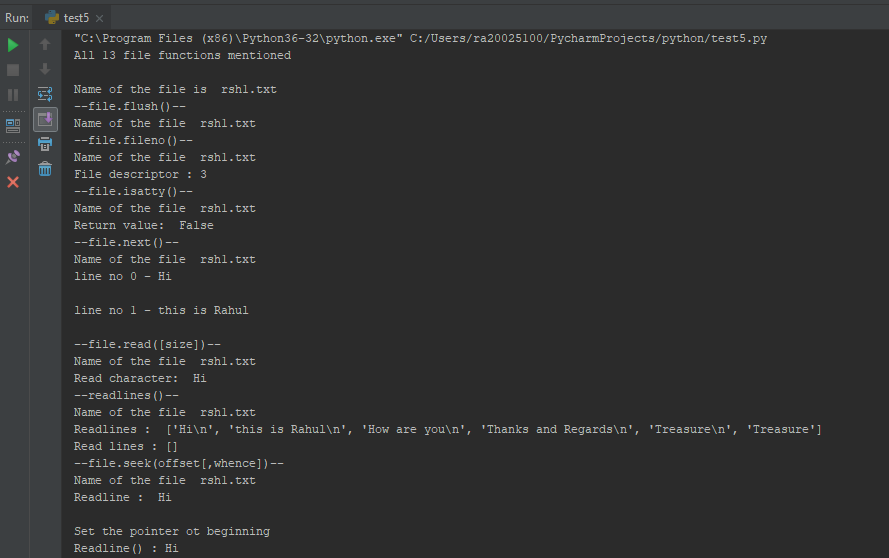 Run: test5
"C:\Program Files (x86)\Python36-32\python.exe" C:/Users/ra20025100/PycharmProjects/python/test5.py
All 13 file functions mentioned
Name of the file is  rsh1.txt
--file.flush()--
Name of the file  rsh1.txt
--file.fileno()--
Name of the file  rsh1.txt
File descriptor : 3
--file.isatty()--
Name of the file  rsh1.txt
Return value:  False
--file.next()--
Name of the file  rsh1.txt
line no 0 - Hi
line no 1 - this is Rahul
--file.read([size])--
Name of the file  rsh1.txt
Read character:  Hi
--readlines()--
Name of the file  rsh1.txt
Readlines :  ['Hi\n', 'this is Rahul\n', 'How are you\n', 'Thanks and Regards\n', 'Treasure\n', 'Treasure']
Read lines : []
--file.seek(offset[,whence])--
Name of the file  rsh1.txt
Readline :  Hi
Set the pointer ot beginning
Readline() : Hi